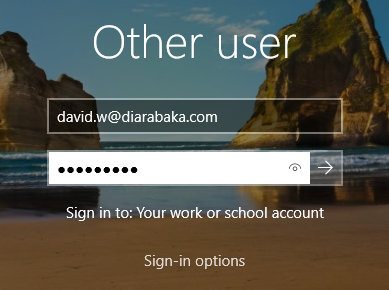 Other user
david.w@diarabaka.com
●●●●●●●●●
Sign in to: Your work or school account
Sign-in options